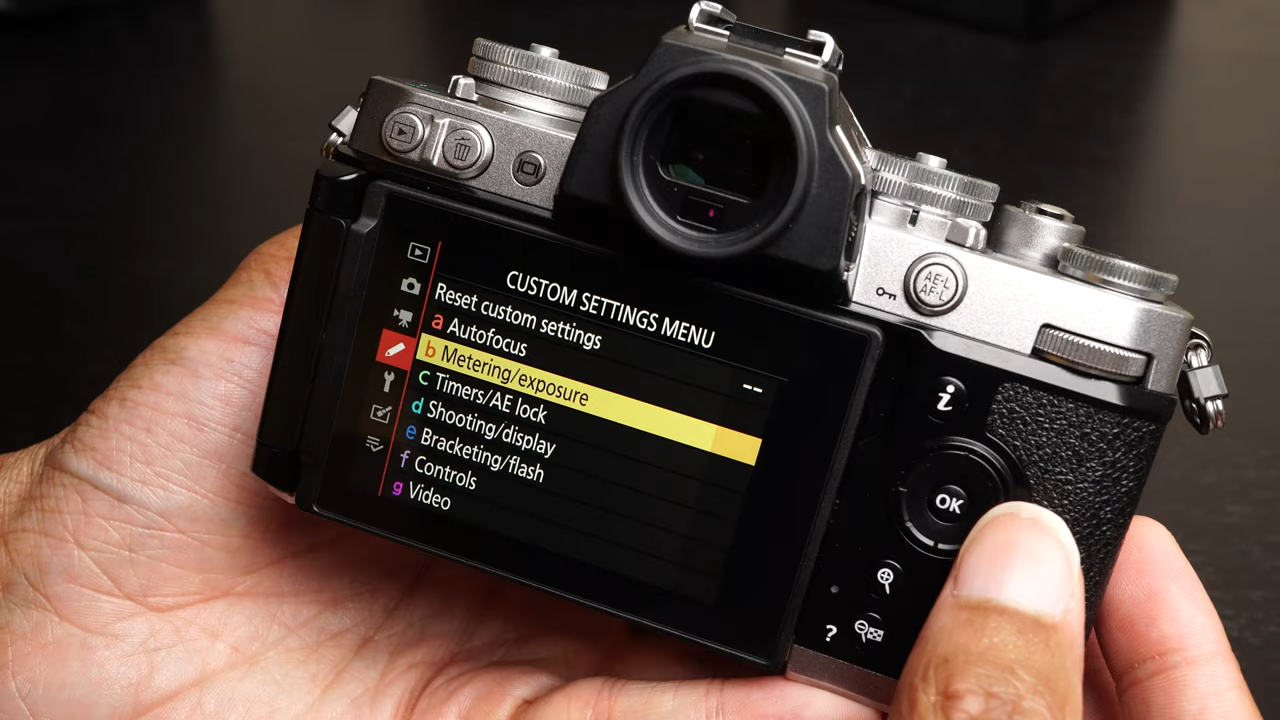 AE-L
AF-L
CUSTOM SETTINGS MENU
Reset custom settings
--
a Autofocus
b Metering/exposure
c Timers/AE lock
d Shooting/display
e Bracketing/flash
f Controls
g Video
i
OK
?